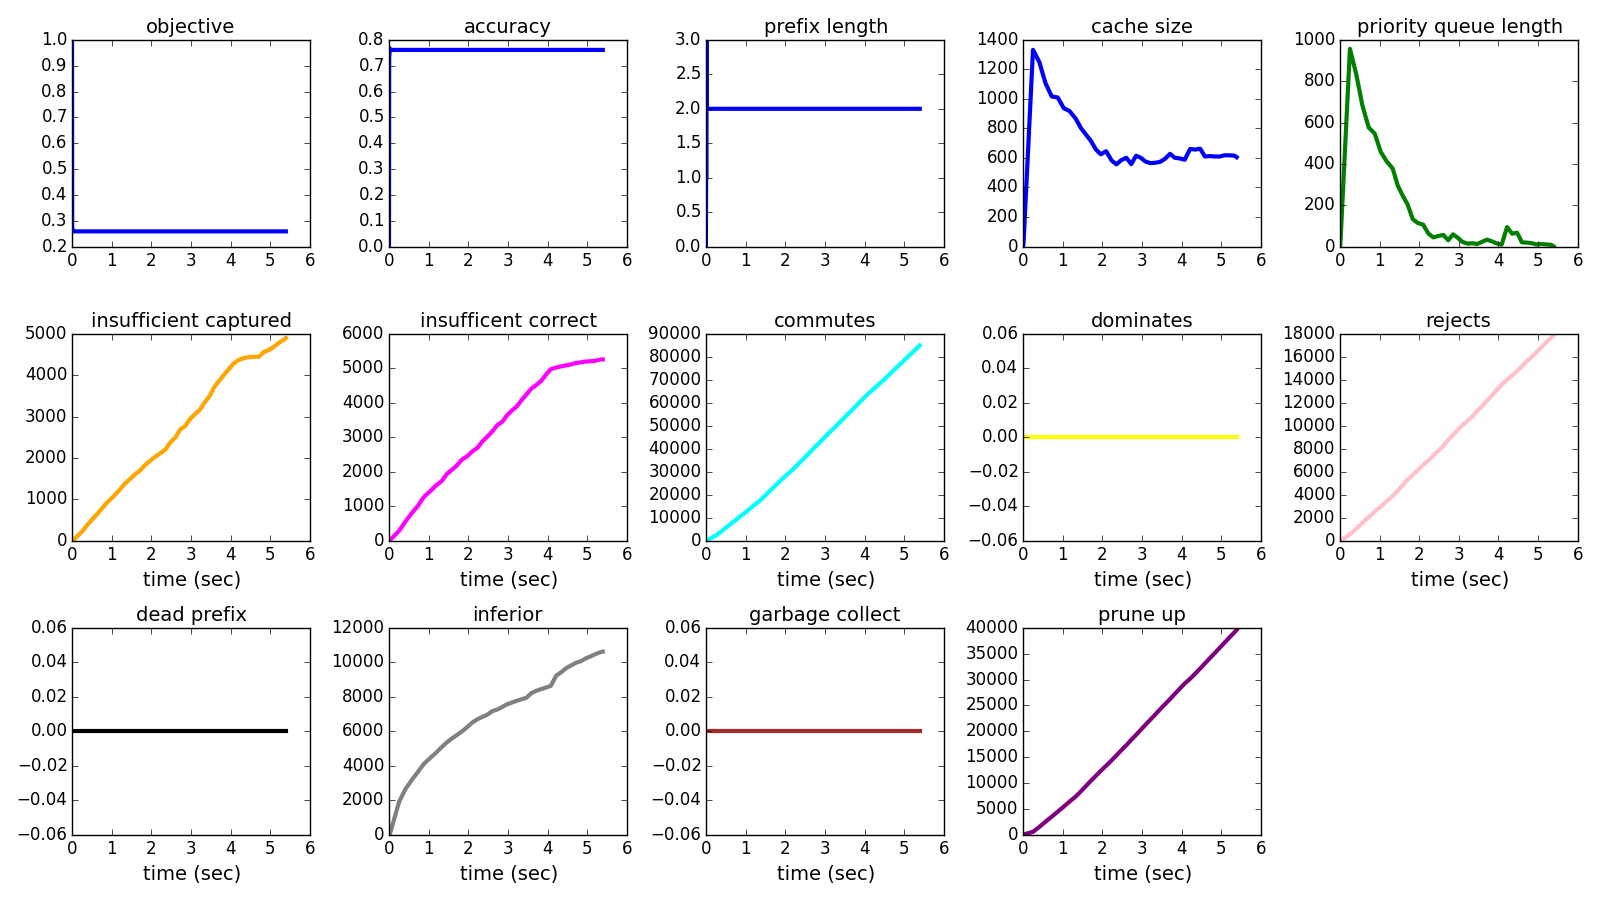 objective
1.0
0.9
0.8
0.7
0.6
0.5
0.4
0.3
0.2
0 1 2 3 4 5 6
accuracy
0.8
0.7
0.6
0.5
0.4
0.3
0.2
0.1
0.0
0 1 2 3 4 5 6
prefix length
3.0
2.5
2.0
1.5
1.0
0.5
0.0
0 1 2 3 4 5 6
cache size
1400
1200
1000
800
600
400
200
0
0 1 2 3 4 5 6
priority queue length
1000
800
600
400
200
0
0 1 2 3 4 5 6
insufficient captured
5000
4000
3000
2000
1000
0
0 1 2 3 4 5 6
time (sec)
insufficent correct
6000
5000
4000
3000
2000
1000
0
0 1 2 3 4 5 6
time (sec)
commutes
90000
80000
70000
60000
50000
40000
30000
20000
10000
0
0 1 2 3 4 5 6
time (sec)
dominates
0.06
0.04
0.02
0.00
−0.02
−0.04
−0.06
0 1 2 3 4 5 6
time (sec)
rejects
18000
16000
14000
12000
10000
8000
6000
4000
2000
0
0 1 2 3 4 5 6
time (sec)
dead prefix
0.06
0.04
0.02
0.00
−0.02
−0.04
−0.06
0 1 2 3 4 5 6
time (sec)
inferior
12000
10000
8000
6000
4000
2000
0
0 1 2 3 4 5 6
time (sec)
garbage collect
0.06
0.04
0.02
0.00
−0.02
−0.04
−0.06
0 1 2 3 4 5 6
time (sec)
prune up
40000
35000
30000
25000
20000
15000
10000
5000
0
0 1 2 3 4 5 6
time (sec)